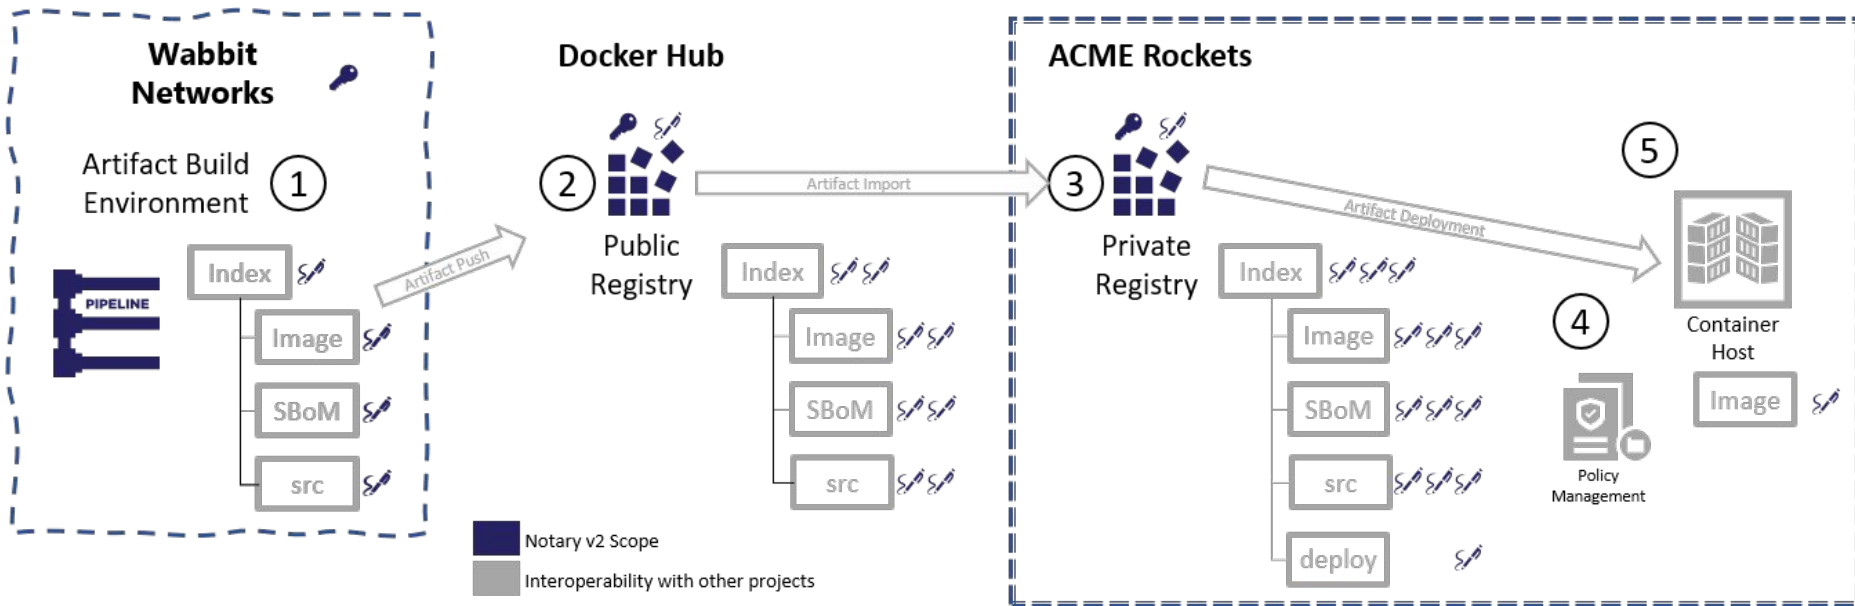 Wabbit
Networks
Artifact Build
Environment
1
PIPELINE
Index
Image
SBoM
src
Artifact Push
Docker Hub
2
Public
Registry
Index
Image
SBoM
src
Artifact Import
Notary v2 Scope
Interoperability with other projects
ACME Rockets
3
Private
Registry
Index
Image
SBoM
src
deploy
Artifact Deployment
4
Policy
Management
5
Container
Host
Image